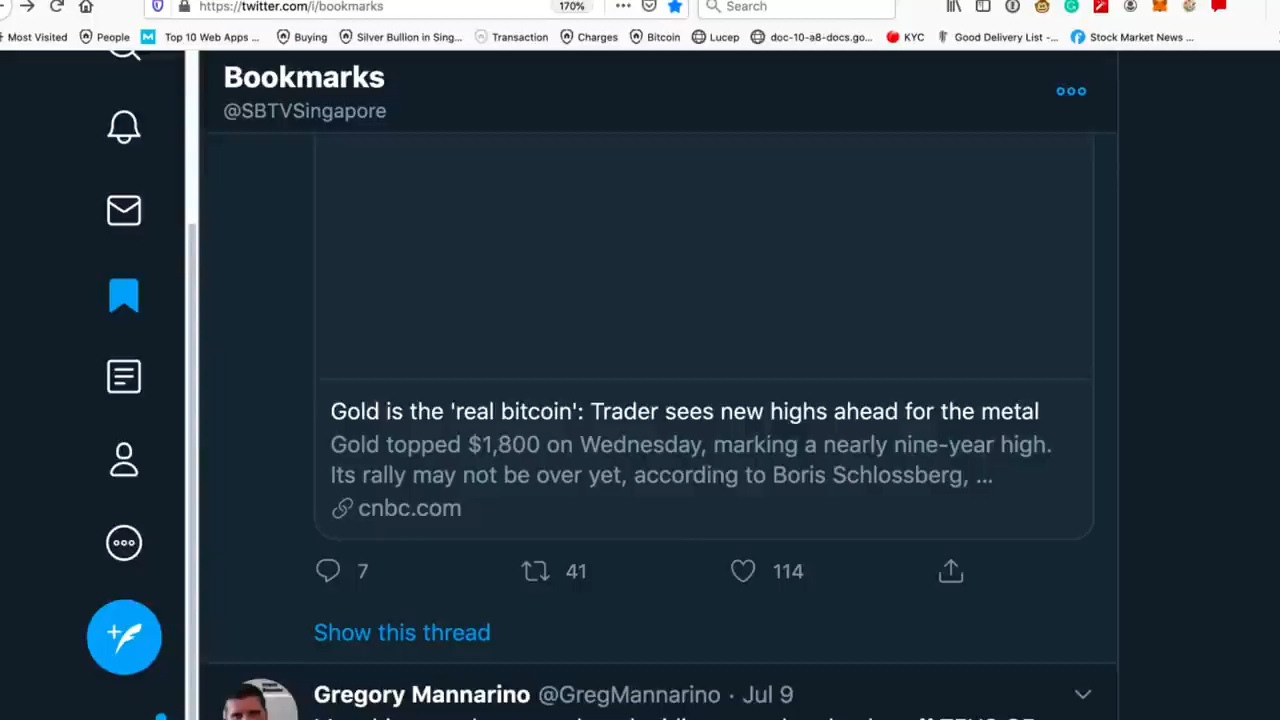 https://twitter.com/i/bookmarks
170%
Search
Most Visited
People
Top 10 Web Apps ...
Buying
Silver Bullion in Sing...
Transaction
Charges
Bitcoin
Lucep
doc-10-a8-docs.go...
KYC
Good Delivery List -...
Stock Market News ...
Bookmarks
@SBTVSingapore
Gold is the 'real bitcoin': Trader sees new highs ahead for the metal
Gold topped $1,800 on Wednesday, marking a nearly nine-year high.
Its rally may not be over yet, according to Boris Schlossberg, ...
cnbc.com
7
41
114
Show this thread
Gregory Mannarino @GregMannarino · Jul 9